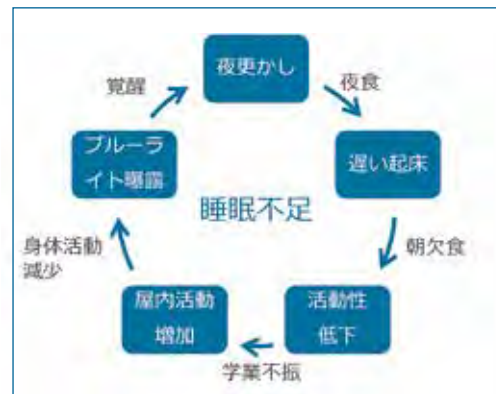 夜更かし
夜食
遅い起床
朝欠食
活動性
低下
学業不振
屋内活動
増加
身体活動
減少
ブルーラ
イト曝露
覚醒
睡眠不足